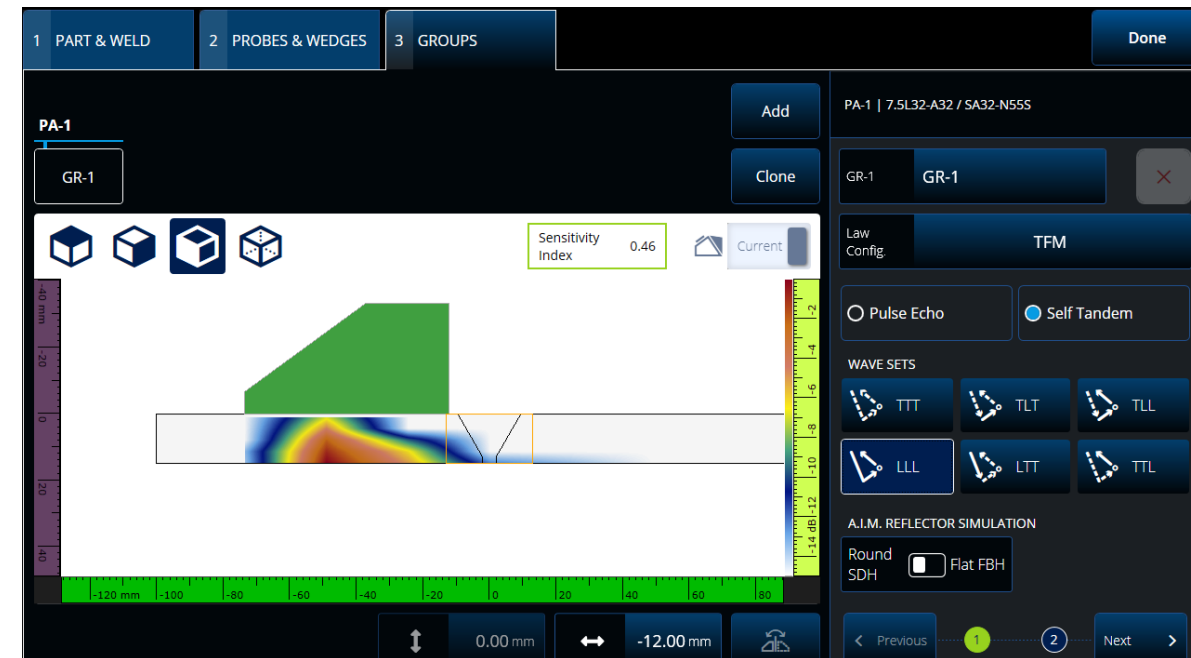 1 PART & WELD
2 PROBES & WEDGES
3 GROUPS
Done
PA-1
Add
PA-1 | 7.5L32-A32 / SA32-N55S
GR-1
Clone
GR-1
GR-1
Sensitivity
Index
0.46
Current
Law
Config.
TFM
Pulse Echo
Self Tandem
WAVE SETS
TTT
TLT
TLL
LLL
LTT
TTL
A.I.M. REFLECTOR SIMULATION
Round
SDH
Flat FBH
-40 mm
-20
0
20
40
-2
-4
-6
-8
-10
-12
-14 dB
-120 mm
-100
-80
-60
-40
-20
0
20
40
60
80
0.00 mm
-12.00 mm
Previous
1
2
Next